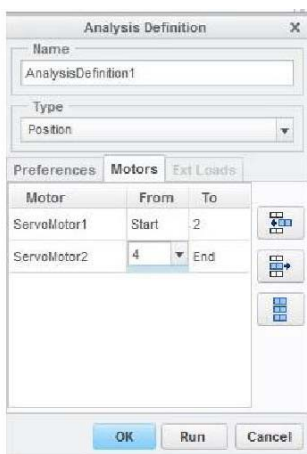 Analysis Definition X
Name
AnalysisDefinition1
Type
Position
Preferences Motors Ext Loads
Motor From To
ServoMotor1 Start 2
ServoMotor2 4 End
OK Run Cancel